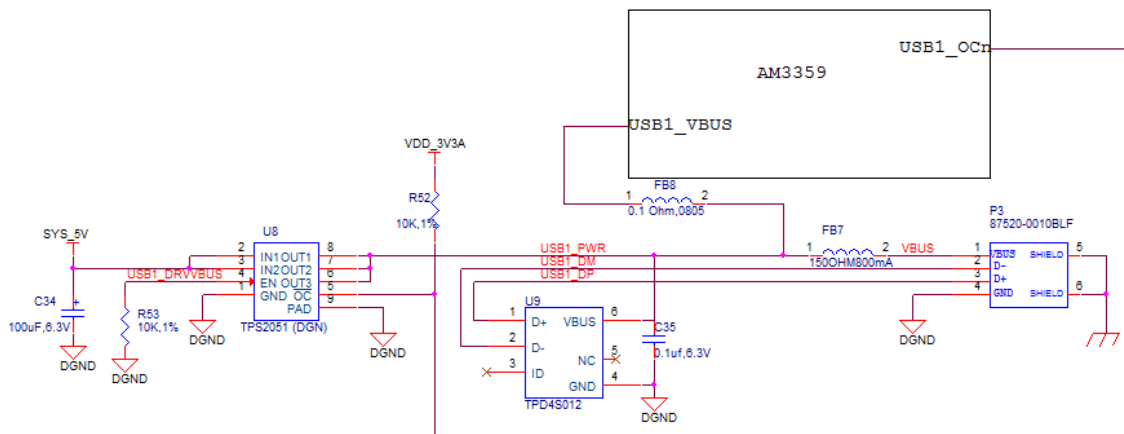 USB1_OCn
AM3359
USB1_VBUS
VDD_3V3A
FB8
1 2
0.1 Ohm,0805
R52
10K,1%
P3
87520-0010BLF
SYS_5V
U8
FB7
1 2
150OHM800mA
VBUS
2 IN1 OUT1 8
3 IN2 OUT2 7
4 EN OUT3 6
1 GND OC 5
PAD 9
TPS2051 (DGN)
USB1_DRVVBUS
USB1_PWR
USB1_DM
USB1_DP
1 VBUS SHIELD 5
2 D-
3 D+
4 GND SHIELD 6
C34
100uF,6.3V
R53
10K,1%
DGND
DGND
DGND
DGND
DGND
DGND
U9
1 D+ VBUS 6
2 D- NC 5
3 ID GND 4
TPD4S012
C35
0.1uf,6.3V